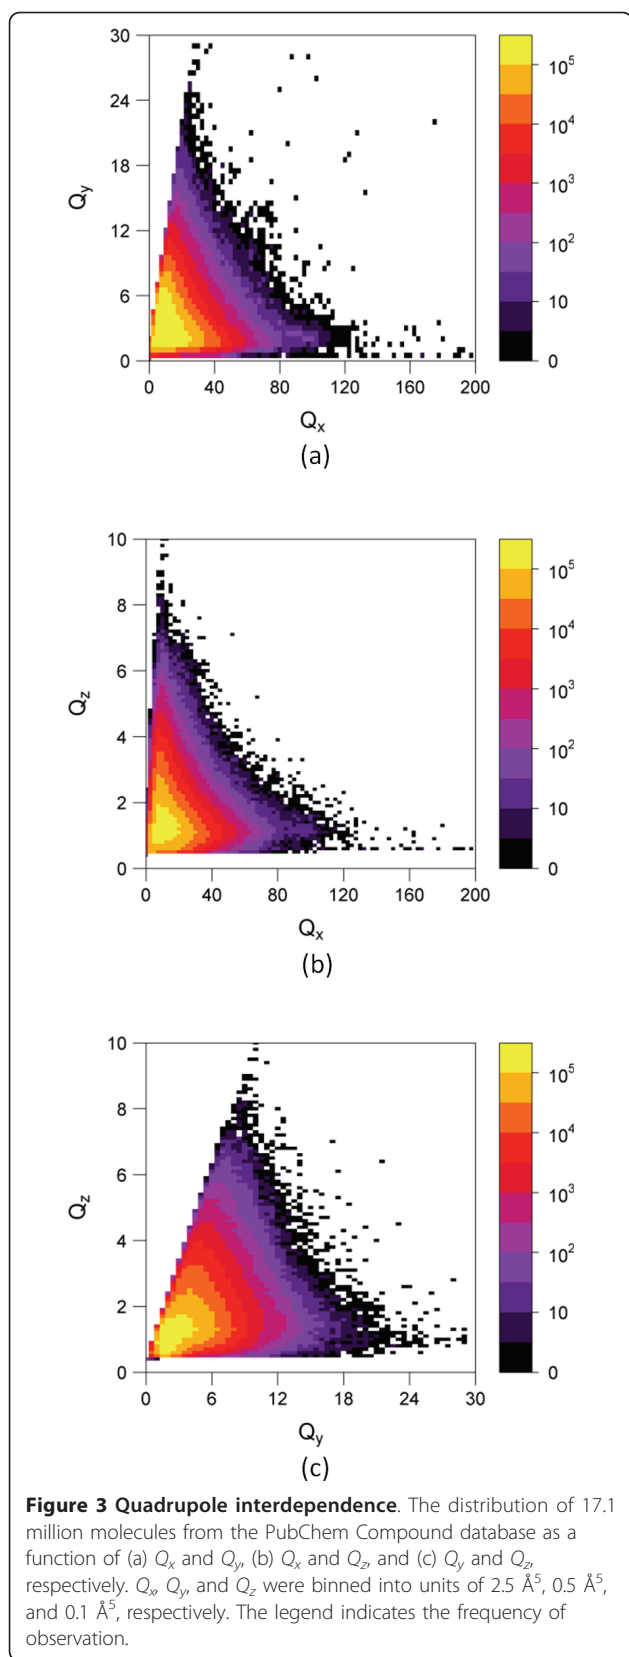 30
24
18
12
6
0
Qy
0 40 80 120 160 200
Qx
10^5
10^4
10^3
10^2
10
0
(a)
10
8
6
4
2
0
Qz
0 40 80 120 160 200
Qx
10^5
10^4
10^3
10^2
10
0
(b)
10
8
6
4
2
0
Qz
0 6 12 18 24 30
Qy
10^5
10^4
10^3
10^2
10
0
(c)
Figure 3 Quadrupole interdependence. The distribution of 17.1
million molecules from the PubChem Compound database as a
function of (a) Qx and Qy, (b) Qx and Qz, and (c) Qy and Qz,
respectively. Qx, Qy, and Qz were binned into units of 2.5 Å^5, 0.5 Å^5,
and 0.1 Å^5, respectively. The legend indicates the frequency of
observation.